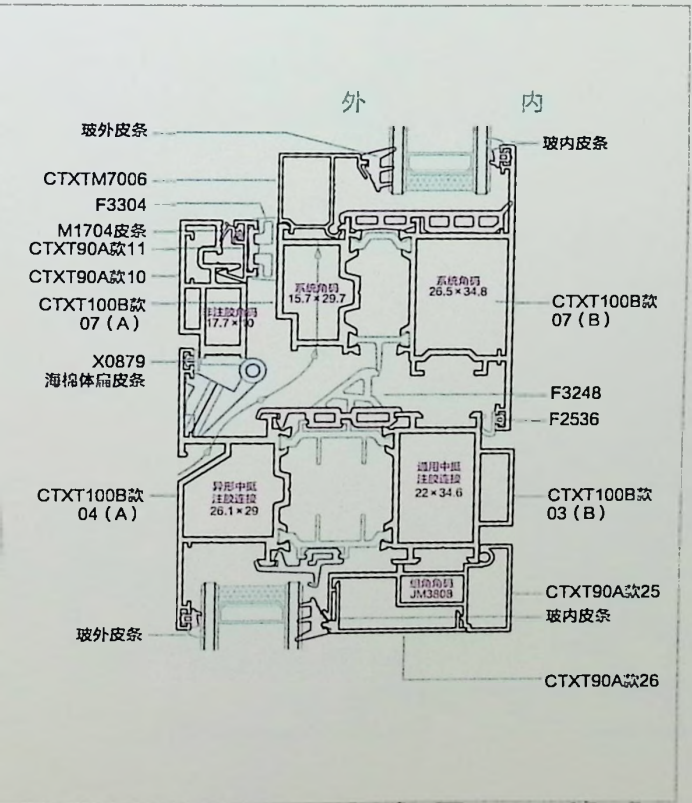 外 内
玻外皮条
玻内皮条
CTXTM7006
F3304
M1704皮条
CTXT90A款11
CTXT90A款10
CTXT100B款
07（A）
系统角码
15.7×29.7
系统角码
26.5×34.8
CTXT100B款
07（B）
注胶角码
17.7×10
X0879
海棉体扁皮条
F3248
F2536
CTXT100B款
04（A）
异形中挺
注胶连接
26.1×29
通用中挺
注胶连接
22×34.6
CTXT100B款
03（B）
组角角码
JM3808
CTXT90A款25
玻内皮条
玻外皮条
CTXT90A款26